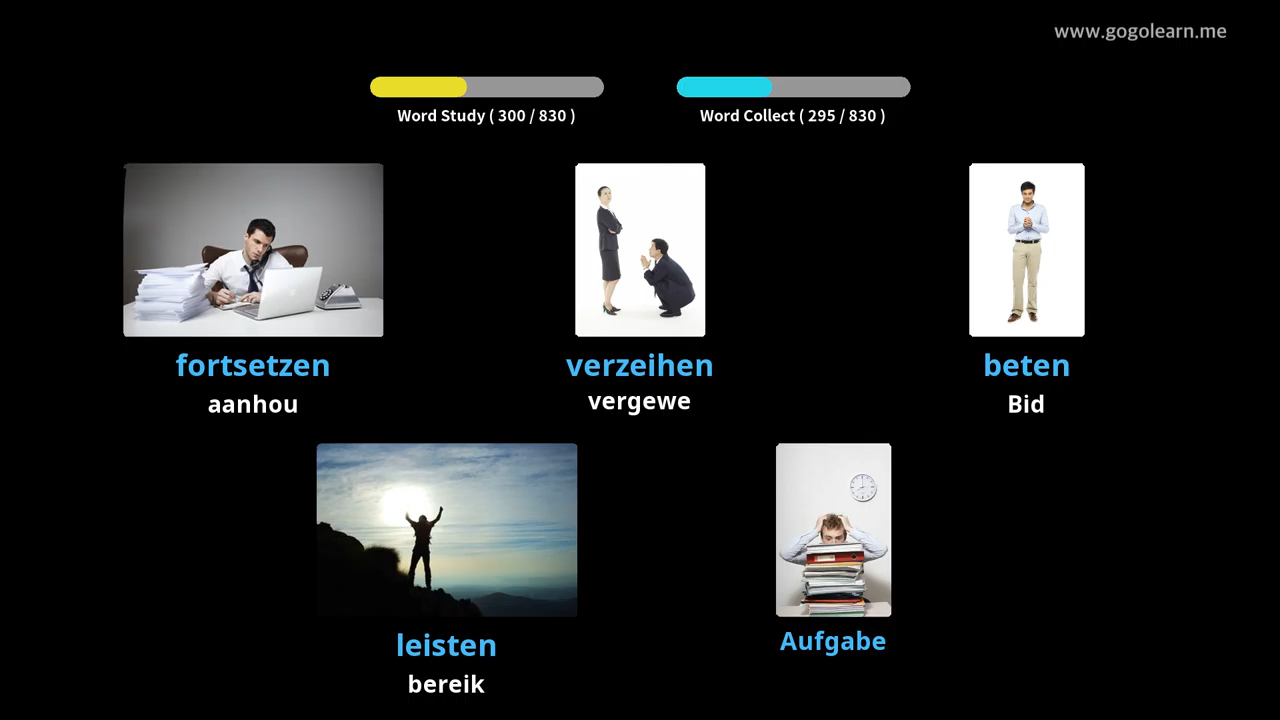 www.gogolearn.me
Word Study ( 300 / 830 )
Word Collect ( 295 / 830 )
fortsetzen
aanhou
verzeihen
vergewe
beten
Bid
leisten
bereik
Aufgabe